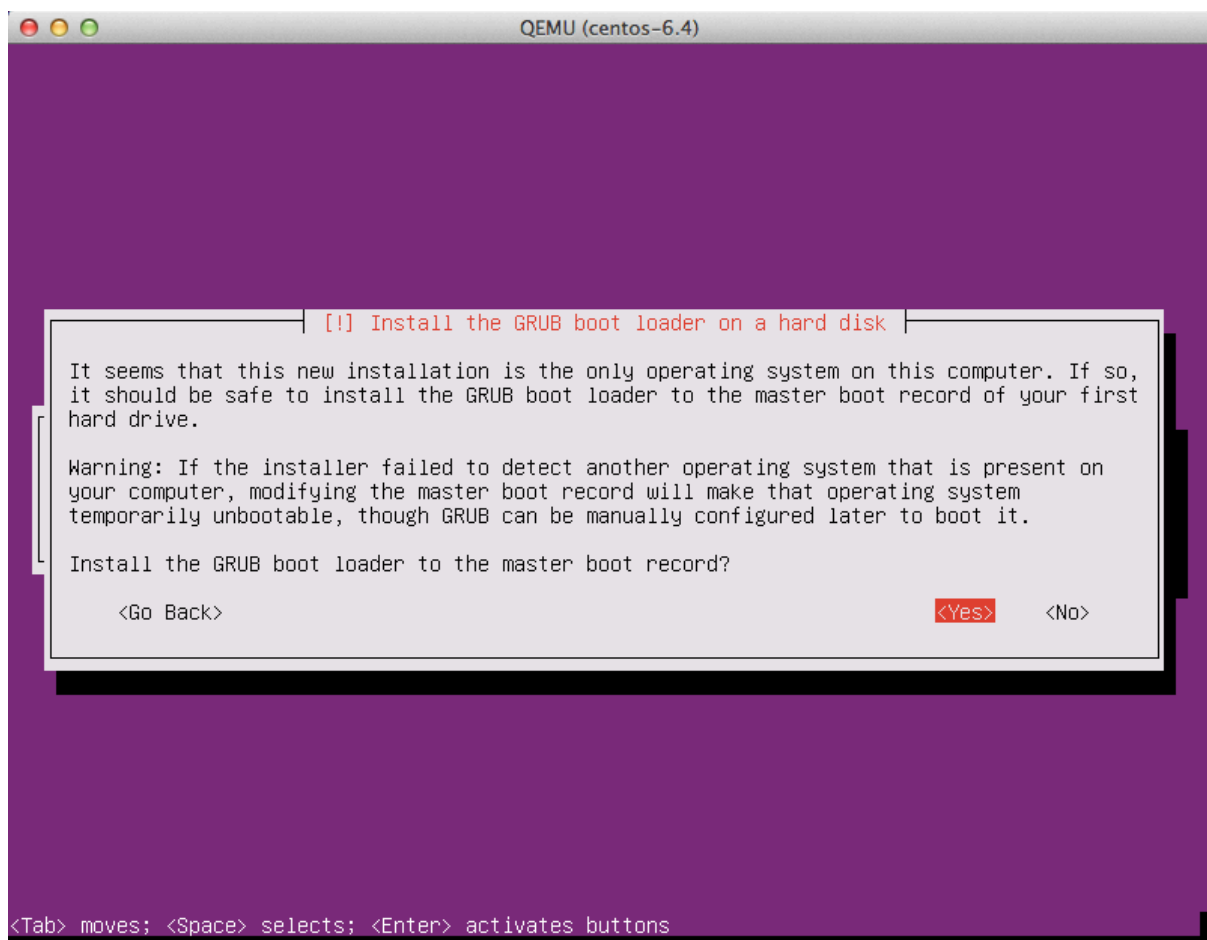 QEMU (centos-6.4)
[!] Install the GRUB boot loader on a hard disk
It seems that this new installation is the only operating system on this computer. If so,
it should be safe to install the GRUB boot loader to the master boot record of your first
hard drive.
Warning: If the installer failed to detect another operating system that is present on
your computer, modifying the master boot record will make that operating system
temporarily unbootable, though GRUB can be manually configured later to boot it.
Install the GRUB boot loader to the master boot record?
<Go Back> <Yes> <No>
<Tab> moves; <Space> selects; <Enter> activates buttons